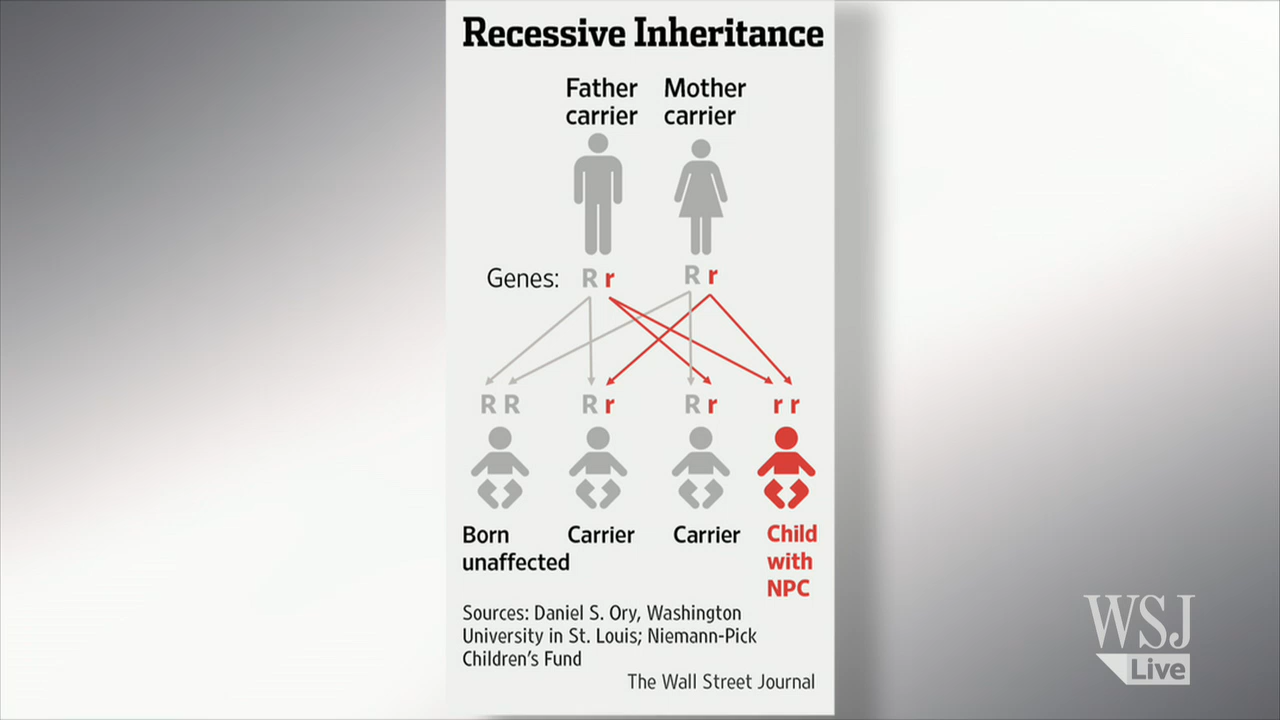 Recessive Inheritance
Father carrier
Mother carrier
Genes: R r R r
R R R r R r r r
Born unaffected
Carrier
Carrier
Child with NPC
Sources: Daniel S. Ory, Washington
University in St. Louis; Niemann-Pick
Children's Fund
The Wall Street Journal
WSJ
Live